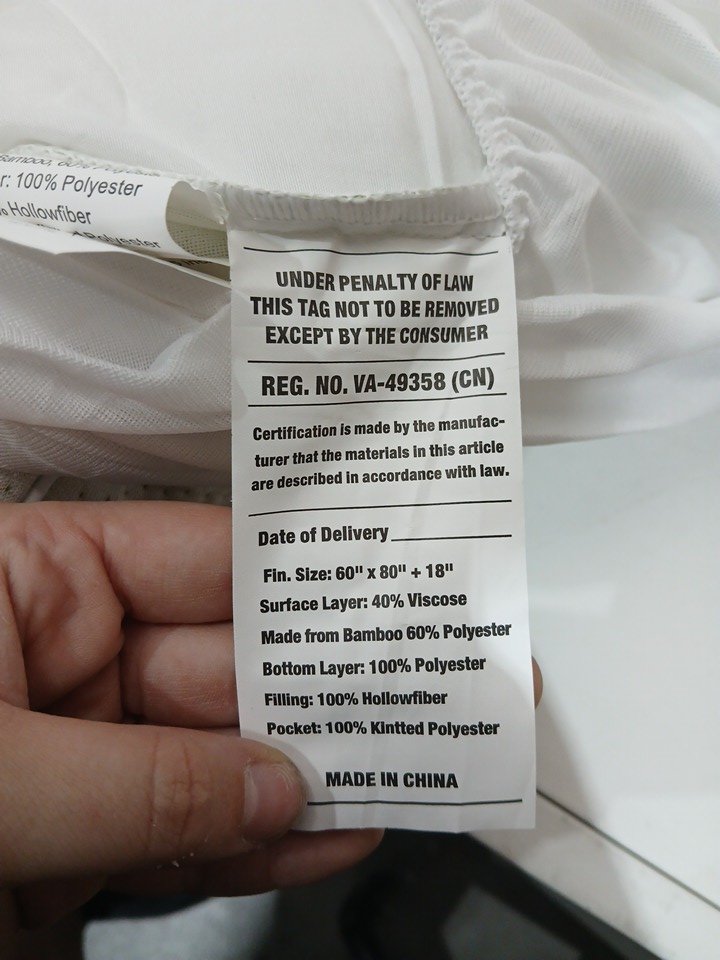 r: 100% Polyester
Hollowfiber
Polyester
UNDER PENALTY OF LAW
THIS TAG NOT TO BE REMOVED
EXCEPT BY THE CONSUMER
REG. NO. VA-49358 (CN)
Certification is made by the manufac-
turer that the materials in this article
are described in accordance with law.
Date of Delivery
Fin. Size: 60" x 80" + 18"
Surface Layer: 40% Viscose
Made from Bamboo 60% Polyester
Bottom Layer: 100% Polyester
Filling: 100% Hollowfiber
Pocket: 100% Kintted Polyester
MADE IN CHINA